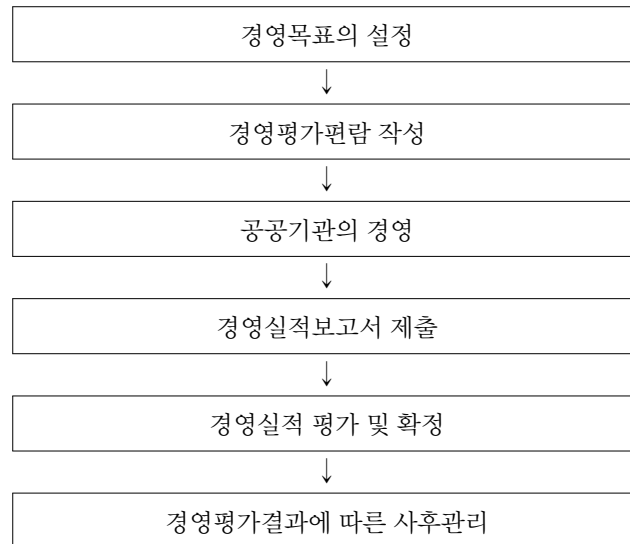 경영목표의 설정
↓
경영평가편람 작성
↓
공공기관의 경영
↓
경영실적보고서 제출
↓
경영실적 평가 및 확정
↓
경영평가결과에 따른 사후관리